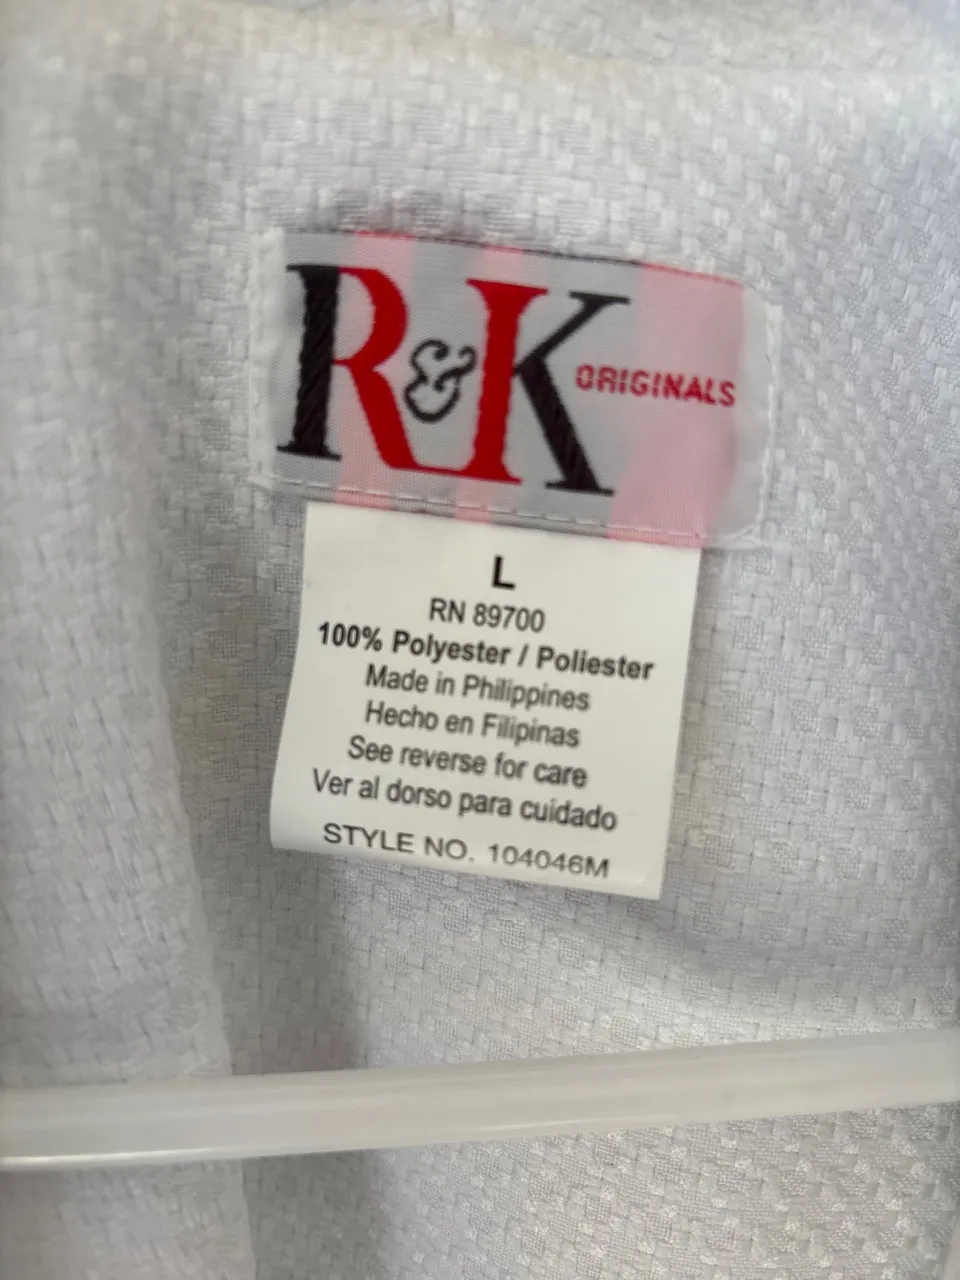 R&K ORIGINALS
L
RN 89700
100% Polyester / Poliester
Made in Philippines
Hecho en Filipinas
See reverse for care
Ver al dorso para cuidado
STYLE NO. 104046M